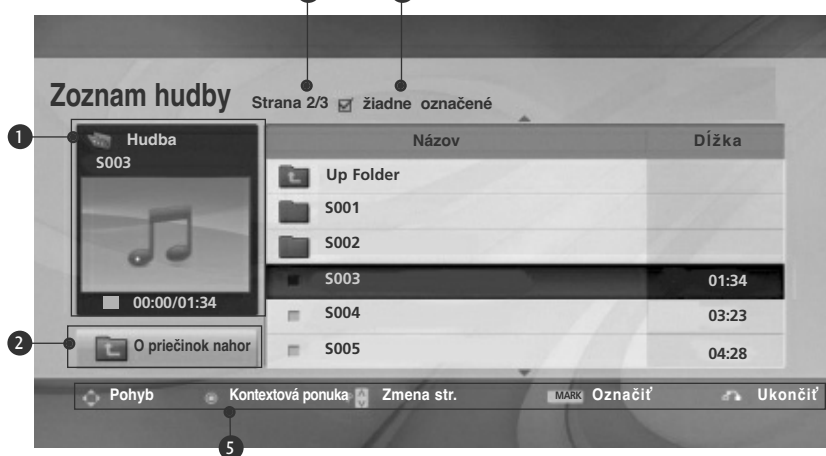 Zoznam hudby Strana 2/3 žiadne označené
1 Hudba Názov Dĺžka
S003
Up Folder
S001
S002
S003 01:34
00:00/01:34 S004 03:23
2 O priečinok nahor S005 04:28
Pohyb Kontextová ponuka Zmena str. MARK Označiť Ukončiť
5